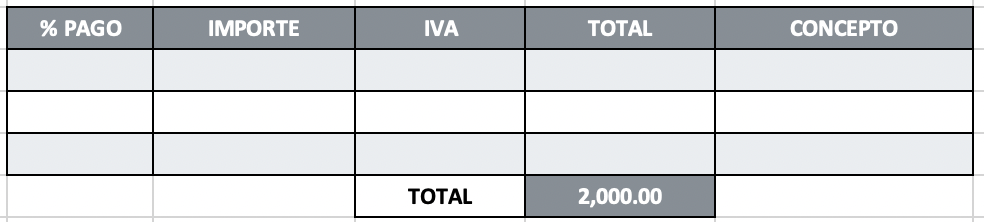 % PAGO IMPORTE IVA TOTAL CONCEPTO
TOTAL 2,000.00